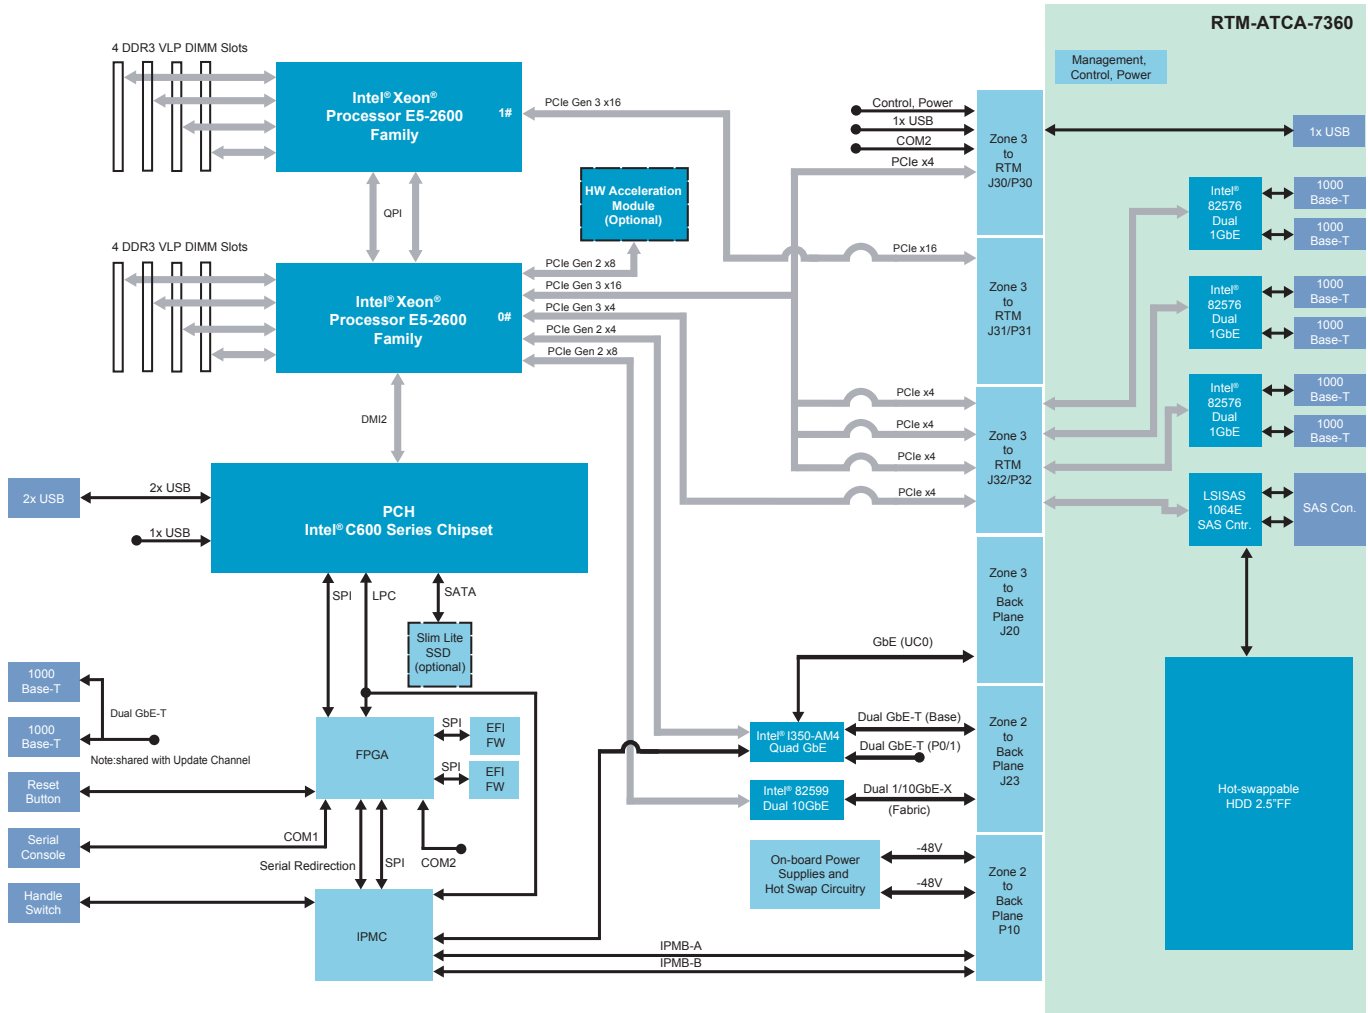 RTM-ATCA-7360
4 DDR3 VLP DIMM Slots
Intel® Xeon®
Processor E5-2600
Family
1#
PCIe Gen 3 x16
Control, Power
1x USB
COM2
PCIe x4
Zone 3
to
RTM
J30/P30
Management,
Control, Power
1x USB
HW Acceleration
Module
(Optional)
QPI
Intel®
82576
Dual
1GbE
1000
Base-T
1000
Base-T
4 DDR3 VLP DIMM Slots
Intel® Xeon®
Processor E5-2600
Family
0#
PCIe Gen 2 x8
PCIe Gen 3 x16
PCIe Gen 3 x4
PCIe Gen 2 x4
PCIe Gen 2 x8
PCIe x16
Zone 3
to
RTM
J31/P31
Intel®
82576
Dual
1GbE
1000
Base-T
1000
Base-T
DMI2
PCIe x4
PCIe x4
PCIe x4
PCIe x4
Zone 3
to
RTM
J32/P32
Intel®
82576
Dual
1GbE
1000
Base-T
1000
Base-T
2x USB
2x USB
1x USB
PCH
Intel® C600 Series Chipset
LSISAS
1064E
SAS Cntr.
SAS Con.
SPI
LPC
SATA
Slim Lite
SSD
(optional)
Zone 3
to
Back
Plane
J20
GbE (UC0)
1000
Base-T
Dual GbE-T
1000
Base-T
Note:shared with Update Channel
FPGA
SPI
EFI
FW
SPI
EFI
FW
Intel® I350-AM4
Quad GbE
Dual GbE-T (Base)
Dual GbE-T (P0/1)
Zone 2
to
Back
Plane
J23
Reset
Button
Intel® 82599
Dual 10GbE
Dual 1/10GbE-X
(Fabric)
Hot-swappable
HDD 2.5"FF
Serial
Console
COM1
Serial Redirection
SPI
COM2
On-board Power
Supplies and
Hot Swap Circuitry
-48V
-48V
Zone 2
to
Back
Plane
P10
Handle
Switch
IPMC
IPMB-A
IPMB-B